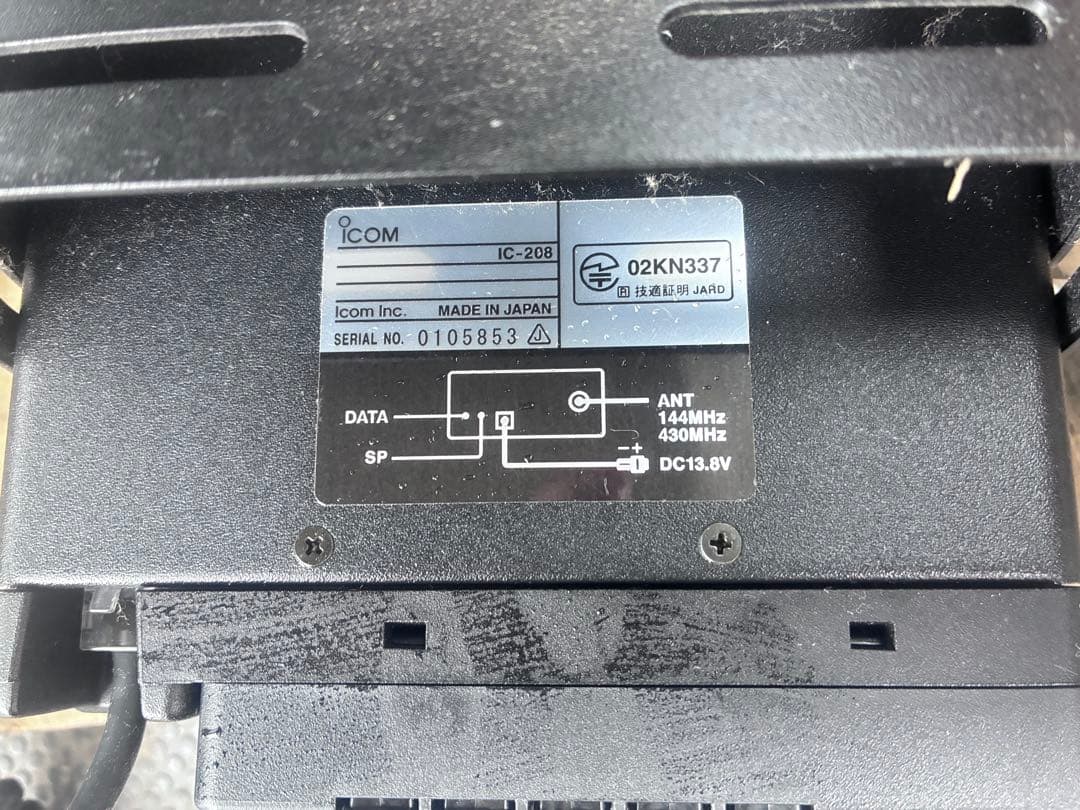 ICOM
IC-208
Icom Inc. MADE IN JAPAN
SERIAL NO. 0105853 J
02KN337
R 技適証明 JARD
DATA
SP
ANT
144MHz
430MHz
- +
DC13.8V